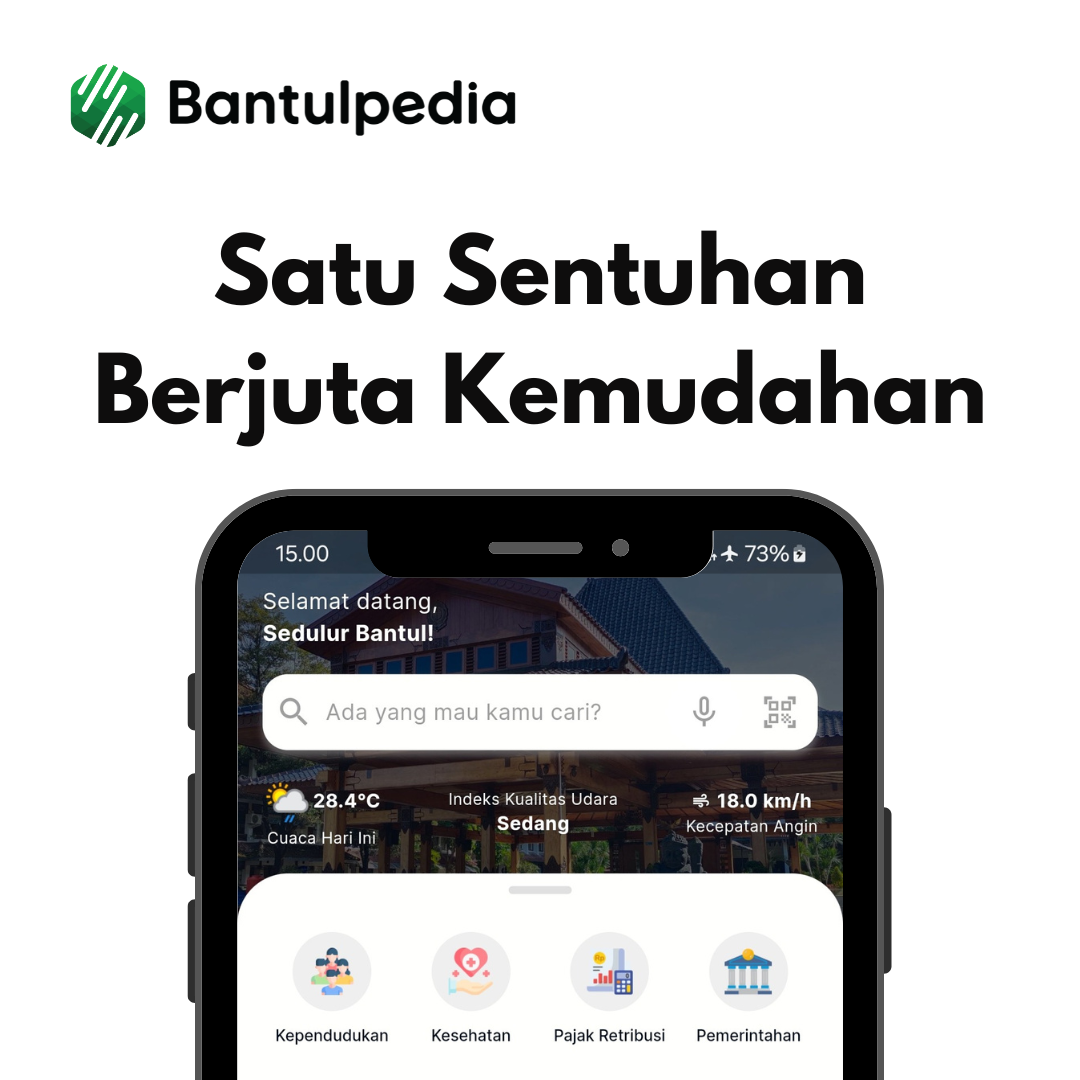 Bantulpedia
Satu Sentuhan
Berjuta Kemudahan
15.00
73%
Selamat datang,
Sedulur Bantul!
Ada yang mau kamu cari?
28.4°C
Cuaca Hari Ini
Indeks Kualitas Udara
Sedang
18.0 km/h
Kecepatan Angin
Kependudukan
Kesehatan
Pajak Retribusi
Pemerintahan